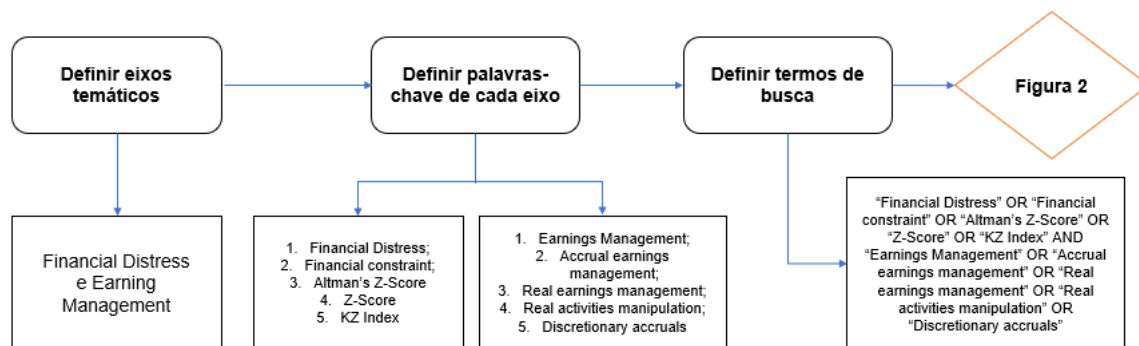 Definir eixos
temáticos
Definir palavras-
chave de cada eixo
Definir termos de
busca
Figura 2
Financial Distress
e Earning
Management
1. Financial Distress;
2. Financial constraint;
3. Altman’s Z-Score
4. Z-Score
5. KZ Index
1. Earnings Management;
2. Accrual earnings
management;
3. Real earnings management;
4. Real activities manipulation;
5. Discretionary accruals
“Financial Distress” OR “Financial
constraint” OR “Altman’s Z-Score” OR
“Z-Score” OR “KZ Index” AND
“Earnings Management” OR “Accrual
earnings management” OR “Real
earnings management” OR “Real
activities manipulation” OR
“Discretionary accruals”